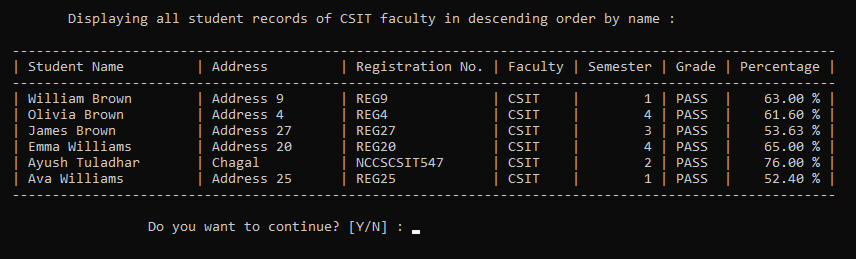 Displaying all student records of CSIT faculty in descending order by name :
--------------------------------------------------------------------------------------------------------
| Student Name         | Address         | Registration No. | Faculty | Semester | Grade | Percentage |
--------------------------------------------------------------------------------------------------------
| William Brown        | Address 9       | REG9             | CSIT    |        1 | PASS  |    63.00 % |
| Olivia Brown         | Address 4       | REG4             | CSIT    |        4 | PASS  |    61.60 % |
| James Brown          | Address 27      | REG27            | CSIT    |        3 | PASS  |    53.63 % |
| Emma Williams        | Address 20      | REG20            | CSIT    |        4 | PASS  |    65.00 % |
| Ayush Tuladhar       | Chagal          | NCCSCSIT547      | CSIT    |        2 | PASS  |    76.00 % |
| Ava Williams         | Address 25      | REG25            | CSIT    |        1 | PASS  |    52.40 % |
--------------------------------------------------------------------------------------------------------
Do you want to continue? [Y/N] :